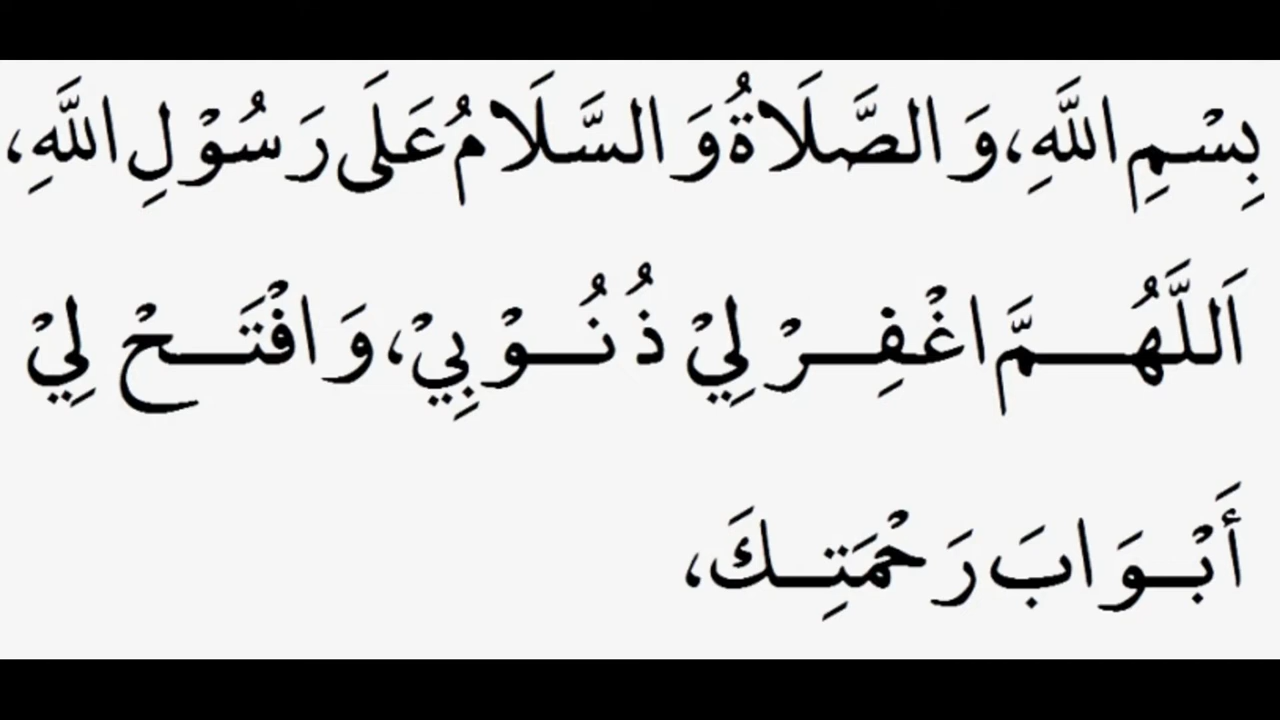 بِسْمِ اللَّهِ، وَالصَّلَاةُ وَالسَّلَامُ عَلَى رَسُوْلِ اللَّهِ،
اَللَّهُمَّ اغْفِرْ لِيْ ذُنُوْبِيْ، وَافْتَحْ لِيْ
أَبْوَابَ رَحْمَتِكَ،